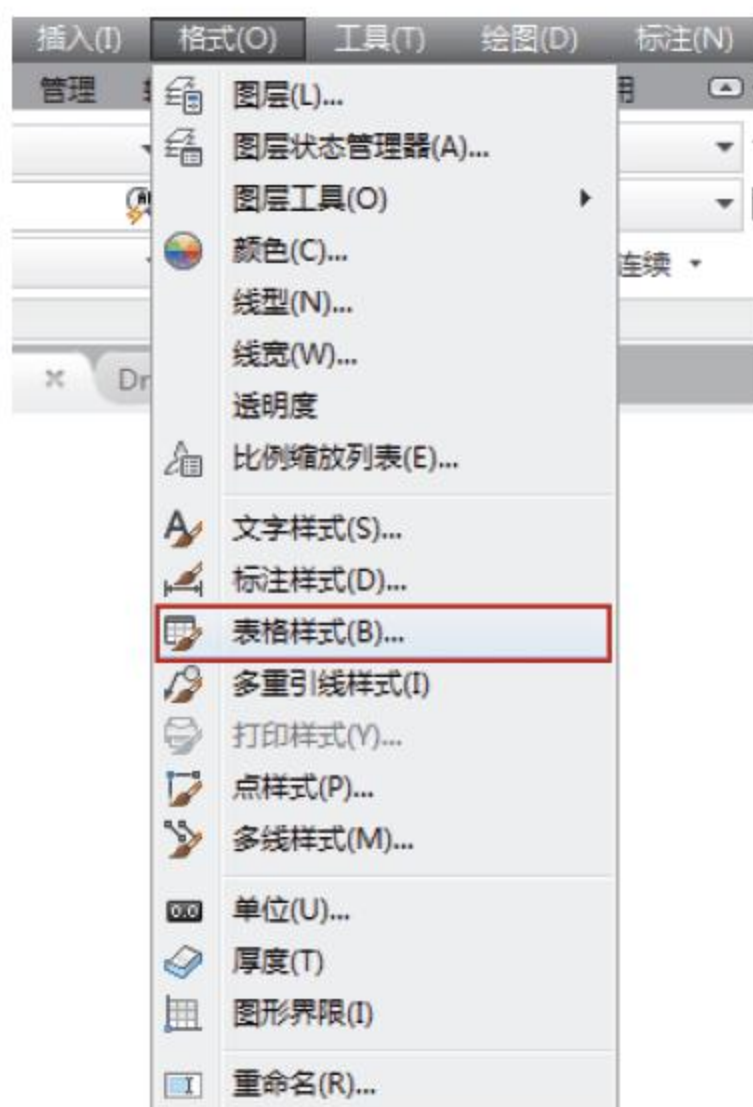 插入(I) 格式(O) 工具(T) 绘图(D) 标注(N)
管理 用
图层(L)...
图层状态管理器(A)...
图层工具(O)
颜色(C)...
连续
线型(N)...
线宽(W)...
Dr
透明度
比例缩放列表(E)...
文字样式(S)...
标注样式(D)...
表格样式(B)...
多重引线样式(I)
打印样式(Y)...
点样式(P)...
多线样式(M)...
0.0 单位(U)...
厚度(T)
图形界限(I)
重命名(R)...